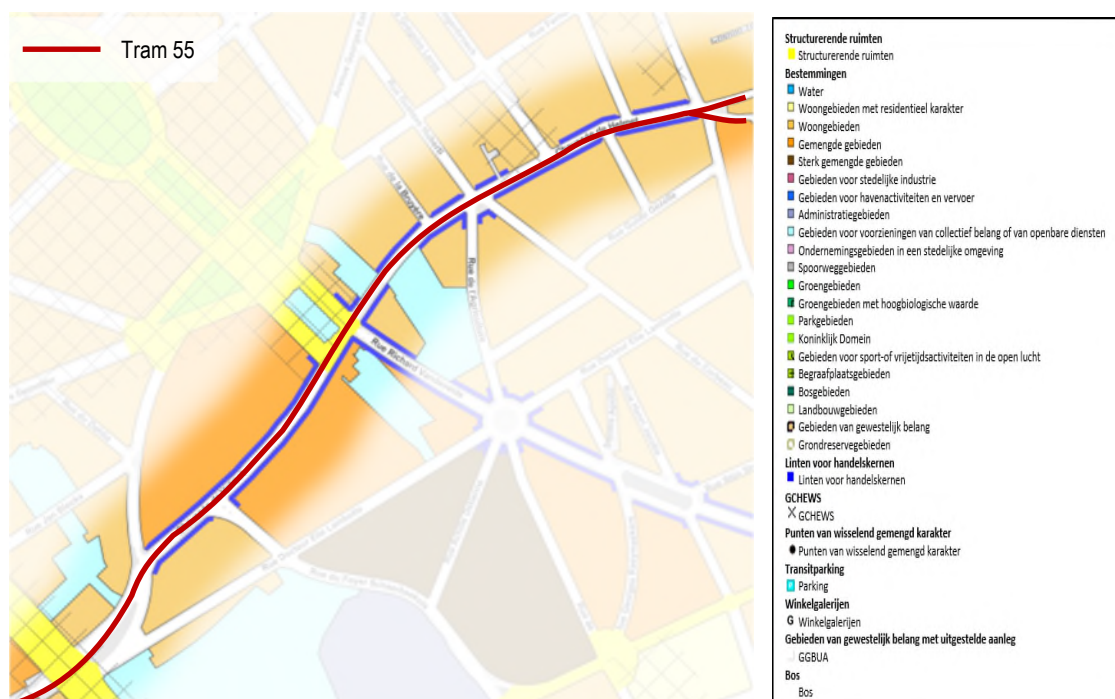 Tram 55
Rue de la Ruche
Rue Richard Vandevelde
Structurerende ruimten
Structurerende ruimten
Bestemmingen
Water
Woongebieden met residentieel karakter
Woongebieden
Gemengde gebieden
Sterk gemengde gebieden
Gebieden voor stedelijke industrie
Gebieden voor havenactiviteiten en vervoer
Administratiegebieden
Gebieden voor voorzieningen van collectief belang of van openbare diensten
Ondernemingsgebieden in een stedelijke omgeving
Spoorweggebieden
Groengebieden
Groengebieden met hoogbiologische waarde
Parkgebieden
Koninklijk Domein
Gebieden voor sport-of vrijetijdsactiviteiten in de open lucht
Begraafplaatsgebieden
Bosgebieden
Landbouwgebieden
Gebieden van gewestelijk belang
Grondreservegebieden
Linten voor handelskernen
Linten voor handelskernen
GCHEWS
GCHEWS
Punten van wisselend gemengd karakter
Punten van wisselend gemengd karakter
Transitparking
Parking
Winkelgalerijen
G Winkelgalerijen
Gebieden van gewestelijk belang met uitgestelde aanleg
GGBUA
Bos
Bos